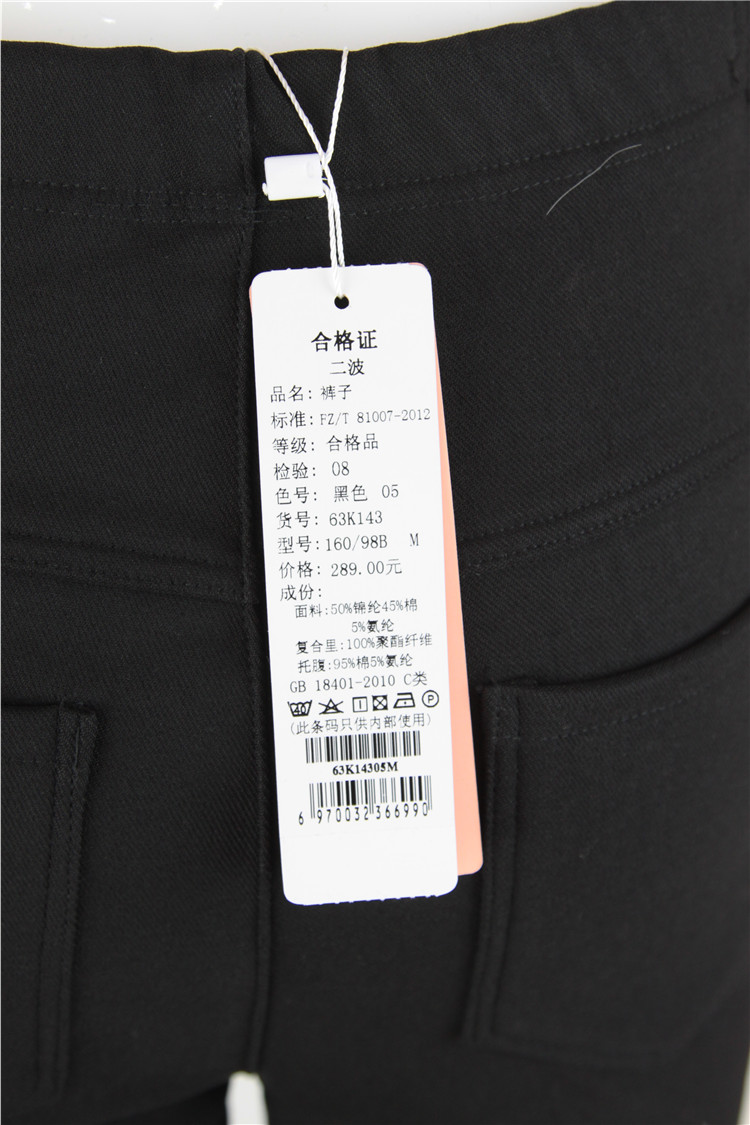 合格证
二波
品名: 裤子
标准: FZ/T 81007-2012
等级: 合格品
检验: 08
色号: 黑色 05
货号: 63K143
型号: 160/98B M
价格: 289.00元
成份:
面料:50%锦纶45%棉
5%氨纶
复合里:100%聚酯纤维
托腹:95%棉5%氨纶
GB 18401-2010 C类
40 P
(此条码只供内部使用)
63K14305M
6 970032 366990